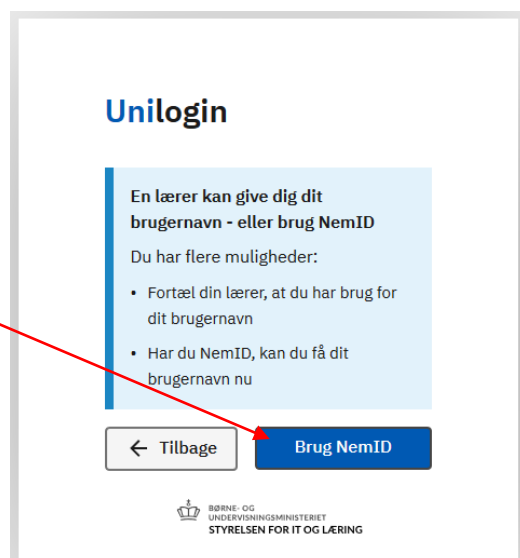 Unilogin
En lærer kan give dig dit
brugernavn - eller brug NemID
Du har flere muligheder:
• Fortæl din lærer, at du har brug for
dit brugernavn
• Har du NemID, kan du få dit
brugernavn nu
← Tilbage
Brug NemID
BØRNE- OG
UNDERVISNINGSMINISTERIET
STYRELSEN FOR IT OG LÆRING